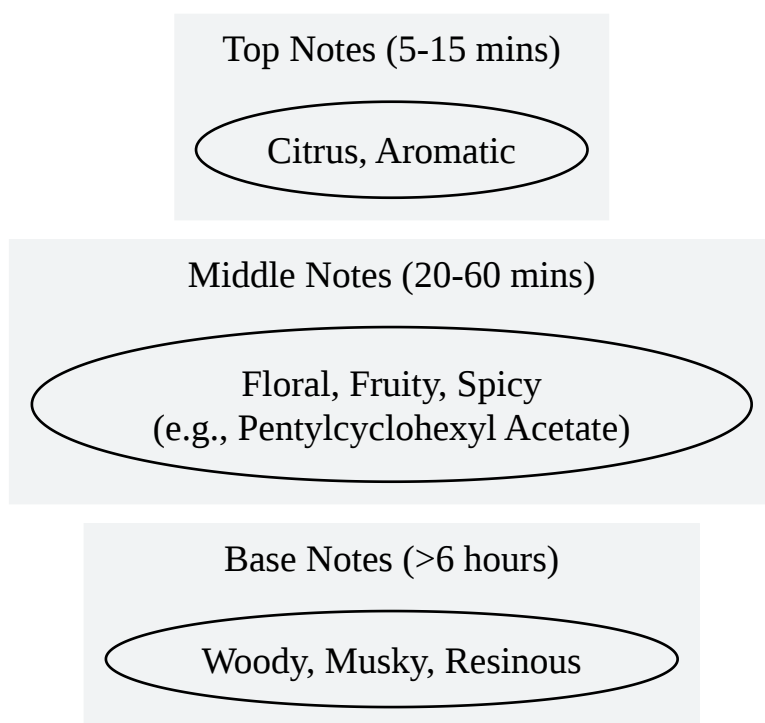 Top Notes (5-15 mins)
Citrus, Aromatic
Middle Notes (20-60 mins)
Floral, Fruity, Spicy
(e.g., Pentylcyclohexyl Acetate)
Base Notes (>6 hours)
Woody, Musky, Resinous